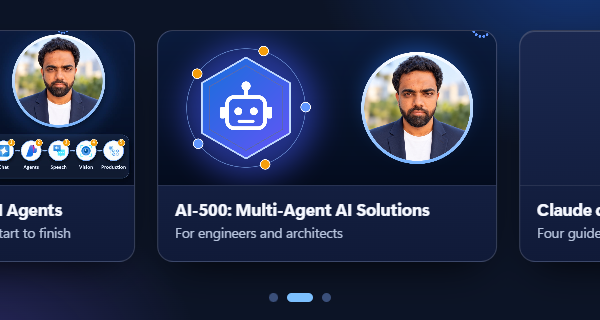 Chat Agents Speech Vision Production
Agents
tart to finish
AI-500: Multi-Agent AI Solutions
For engineers and architects
Claude
Four guide